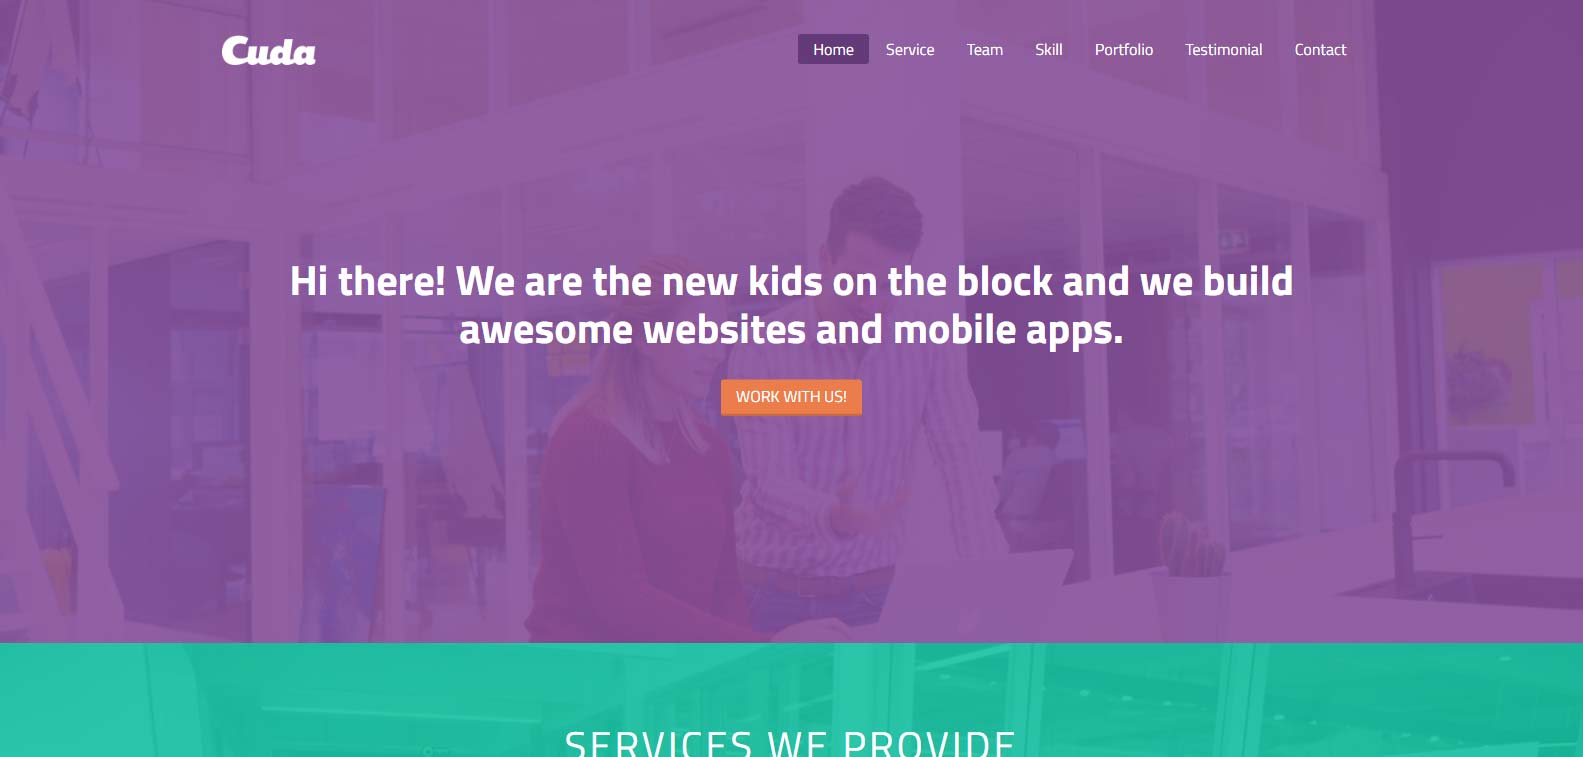 Cuda
Home Service Team Skill Portfolio Testimonial Contact
Hi there! We are the new kids on the block and we build
awesome websites and mobile apps.
WORK WITH US!
SERVICES WE PROVIDE